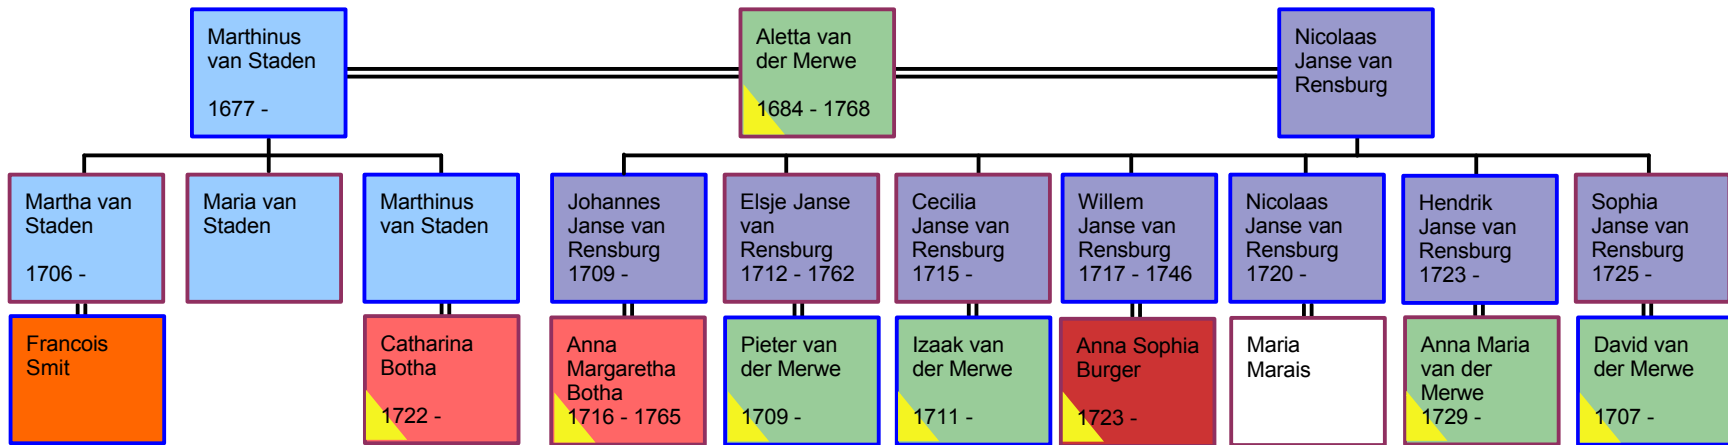 Marthinus
van Staden
1677 -
Aletta van
der Merwe
1684 - 1768
Nicolaas
Janse van
Rensburg
Martha van
Staden
1706 -
Maria van
Staden
Marthinus
van Staden
Johannes
Janse van
Rensburg
1709 -
Elsje Janse
van
Rensburg
1712 - 1762
Cecilia
Janse van
Rensburg
1715 -
Willem
Janse van
Rensburg
1717 - 1746
Nicolaas
Janse van
Rensburg
1720 -
Hendrik
Janse van
Rensburg
1723 -
Sophia
Janse van
Rensburg
1725 -
Francois
Smit
Catharina
Botha
1722 -
Anna
Margaretha
Botha
1716 - 1765
Pieter van
der Merwe
1709 -
Izaak van
der Merwe
1711 -
Anna Sophia
Burger
1723 -
Maria
Marais
Anna Maria
van der
Merwe
1729 -
David van
der Merwe
1707 -